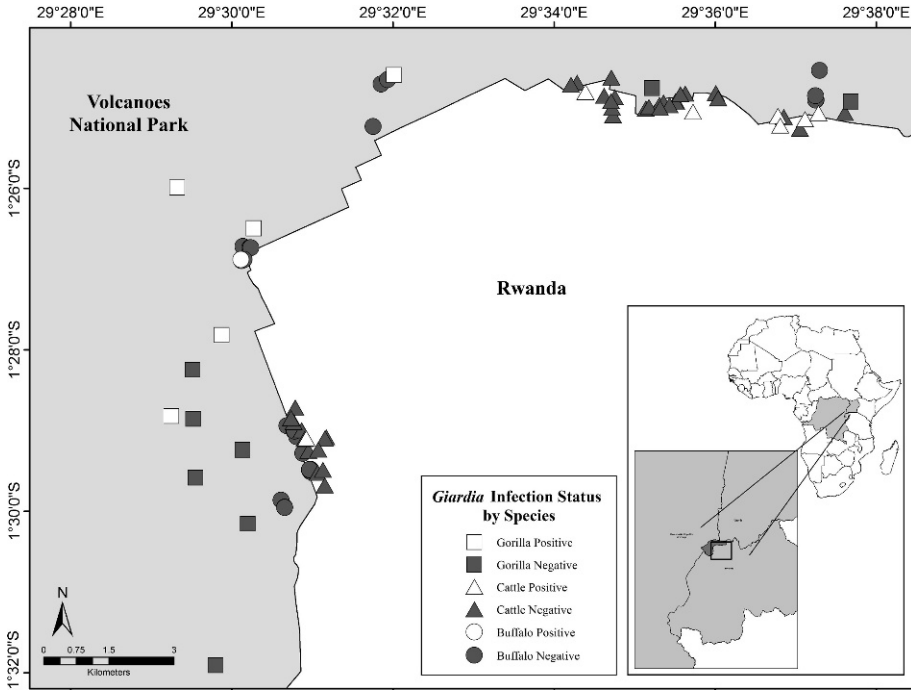 29°28'0"E 29°30'0"E 29°32'0"E 29°34'0"E 29°36'0"E 29°38'0"E
Volcanoes
National Park
1°26'0"S
Rwanda
1°28'0"S
1°30'0"S
1°32'0"S
Giardia Infection Status
by Species
Gorilla Positive
Gorilla Negative
Cattle Positive
Cattle Negative
Buffalo Positive
Buffalo Negative
N
0 0.75 1.5 3
Kilometers